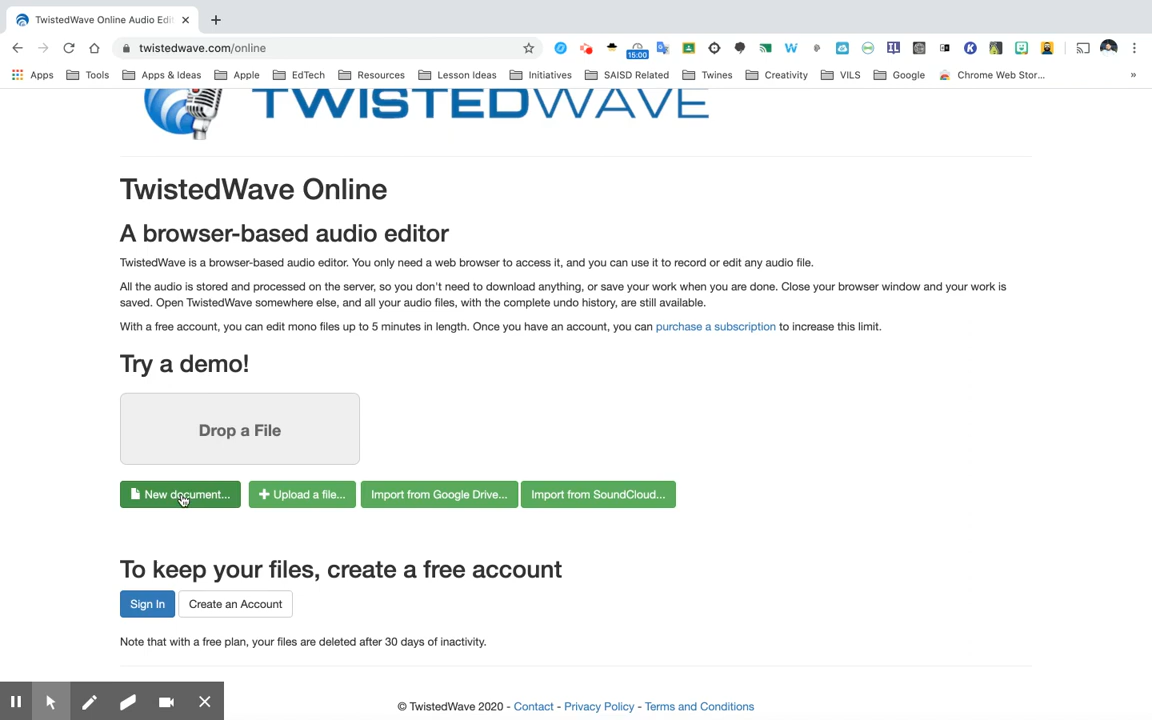 TwistedWave Online Audio Edi
twistedwave.com/online
15:00
Apps
Tools
Apps & Ideas
Apple
EdTech
Resources
Lesson Ideas
Initiatives
SAISD Related
Twines
Creativity
VILS
Google
Chrome Web Stor...
»
TWISTEDWAVE
TwistedWave Online
A browser-based audio editor
TwistedWave is a browser-based audio editor. You only need a web browser to access it, and you can use it to record or edit any audio file.
All the audio is stored and processed on the server, so you don't need to download anything, or save your work when you are done. Close your browser window and your work is
saved. Open TwistedWave somewhere else, and all your audio files, with the complete undo history, are still available.
With a free account, you can edit mono files up to 5 minutes in length. Once you have an account, you can purchase a subscription to increase this limit.
Try a demo!
Drop a File
New document...
Upload a file...
Import from Google Drive...
Import from SoundCloud...
To keep your files, create a free account
Sign In
Create an Account
Note that with a free plan, your files are deleted after 30 days of inactivity.
© TwistedWave 2020 - Contact - Privacy Policy - Terms and Conditions